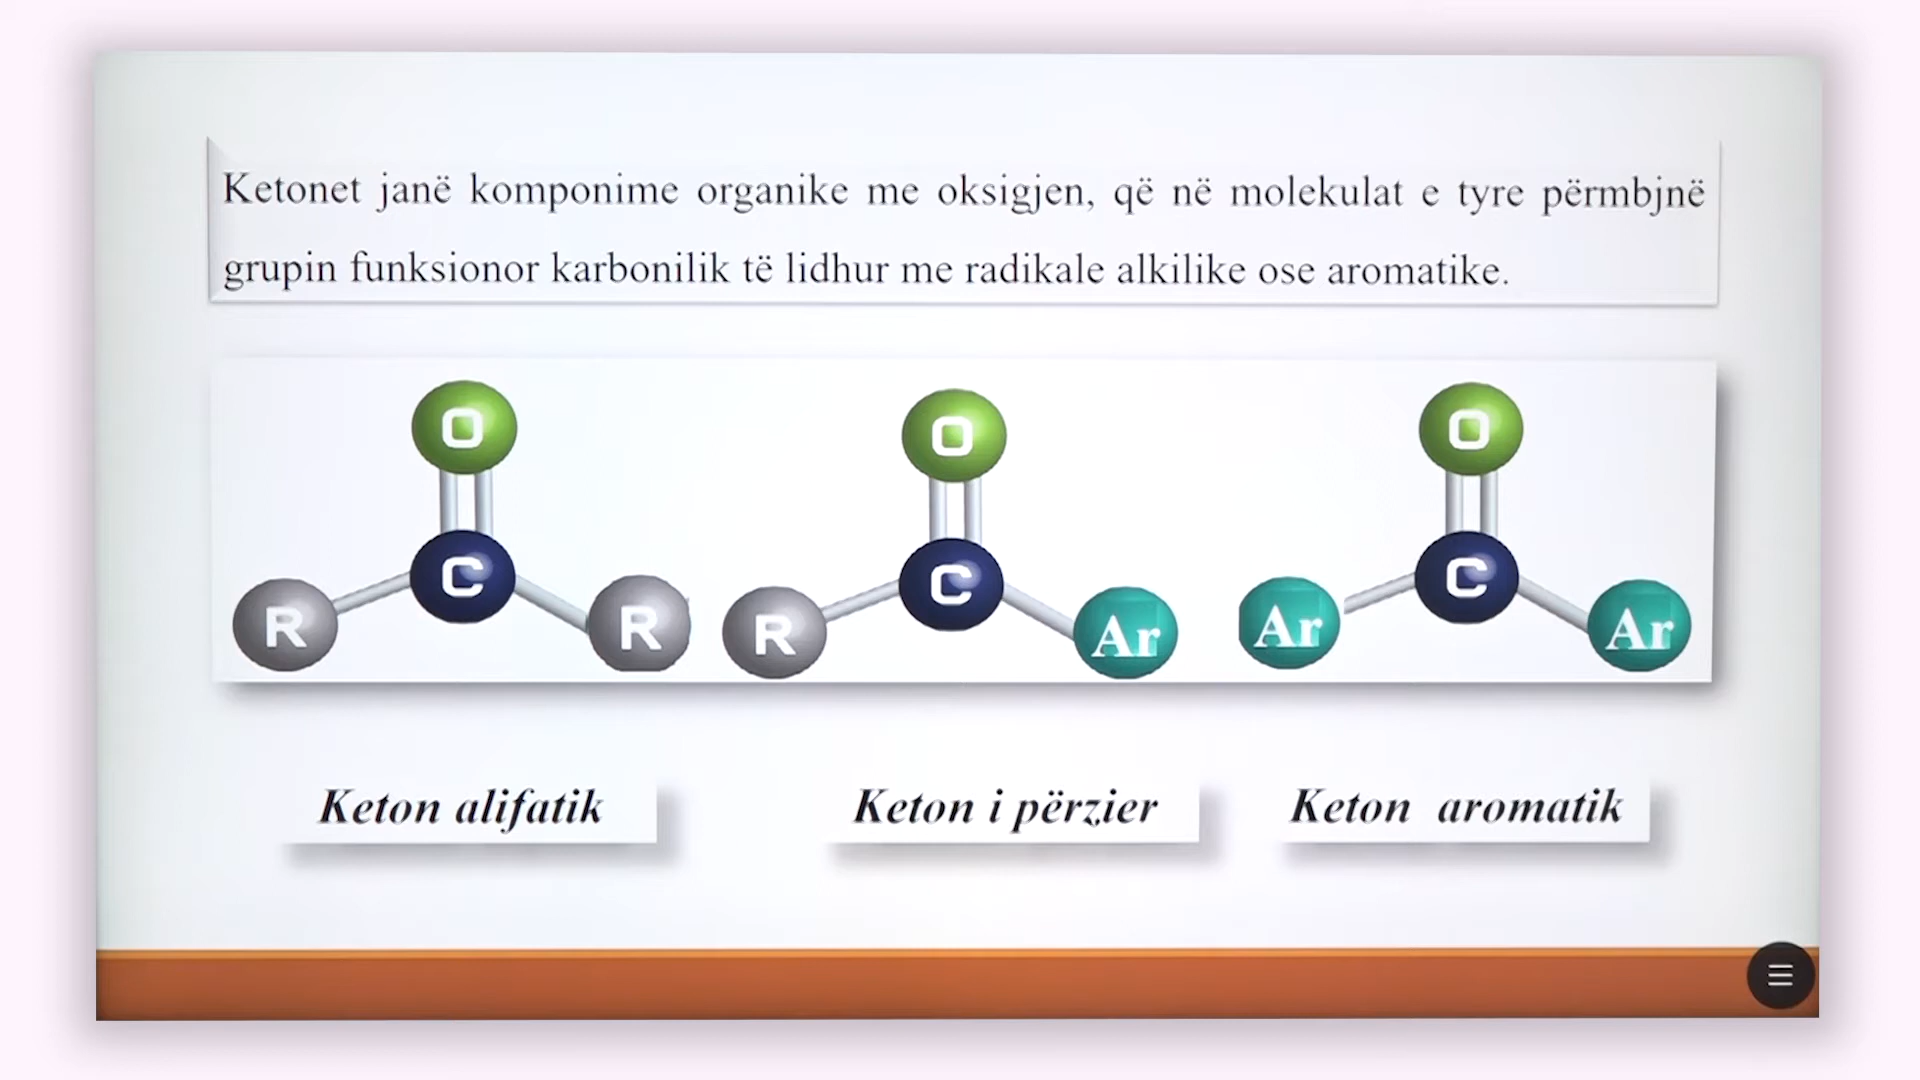 Ketonet janë komponime organike me oksigjen, që në molekulat e tyre përmbjnë
grupin funksionor karbonilik të lidhur me radikale alkilike ose aromatike.
O O O
C C C
R R R Ar Ar Ar
Keton alifatik Keton i përzier Keton aromatik